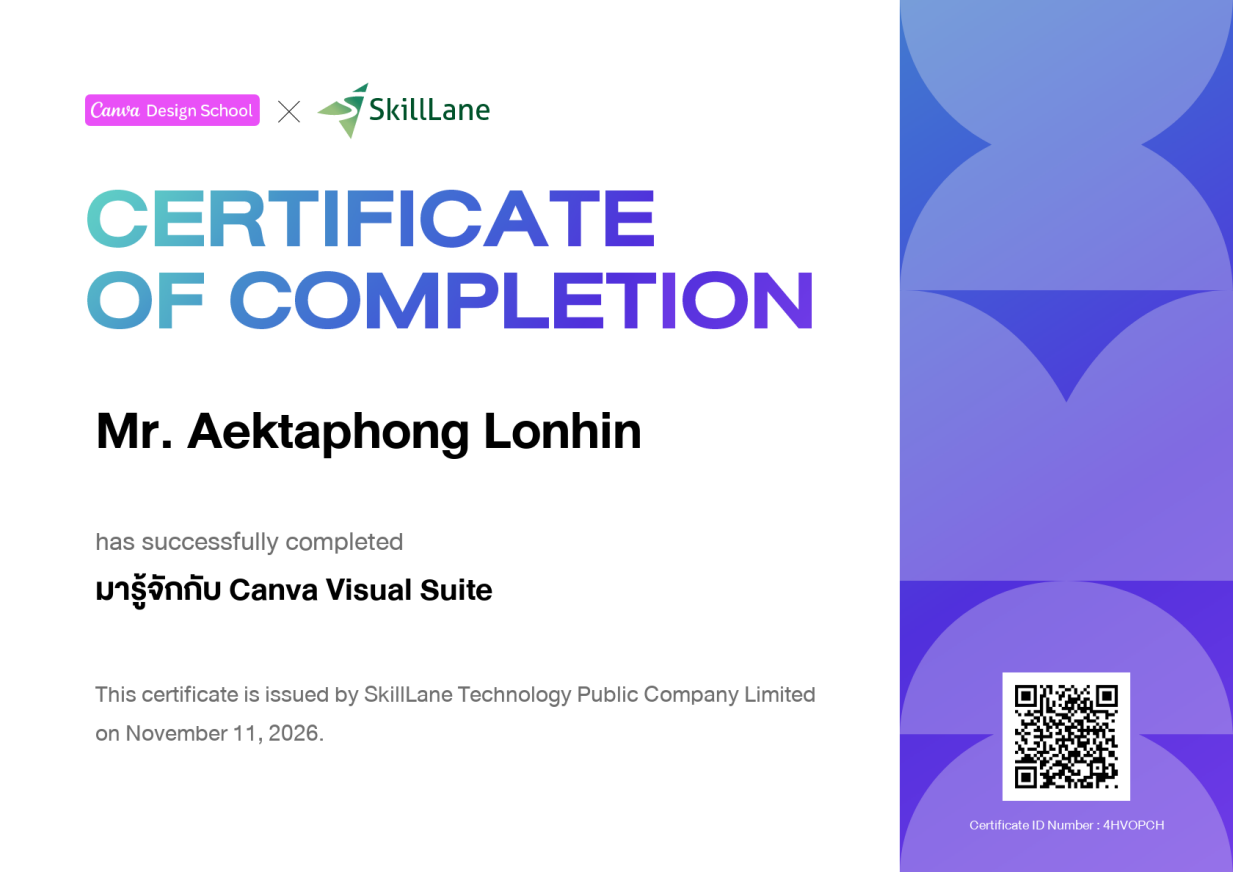 Canva Design School
SkillLane
CERTIFICATE
OF COMPLETION
Mr. Aektaphong Lonhin
has successfully completed
มารู้จักกับ Canva Visual Suite
This certificate is issued by SkillLane Technology Public Company Limited
on November 11, 2026.
Certificate ID Number : 4HVOPCH